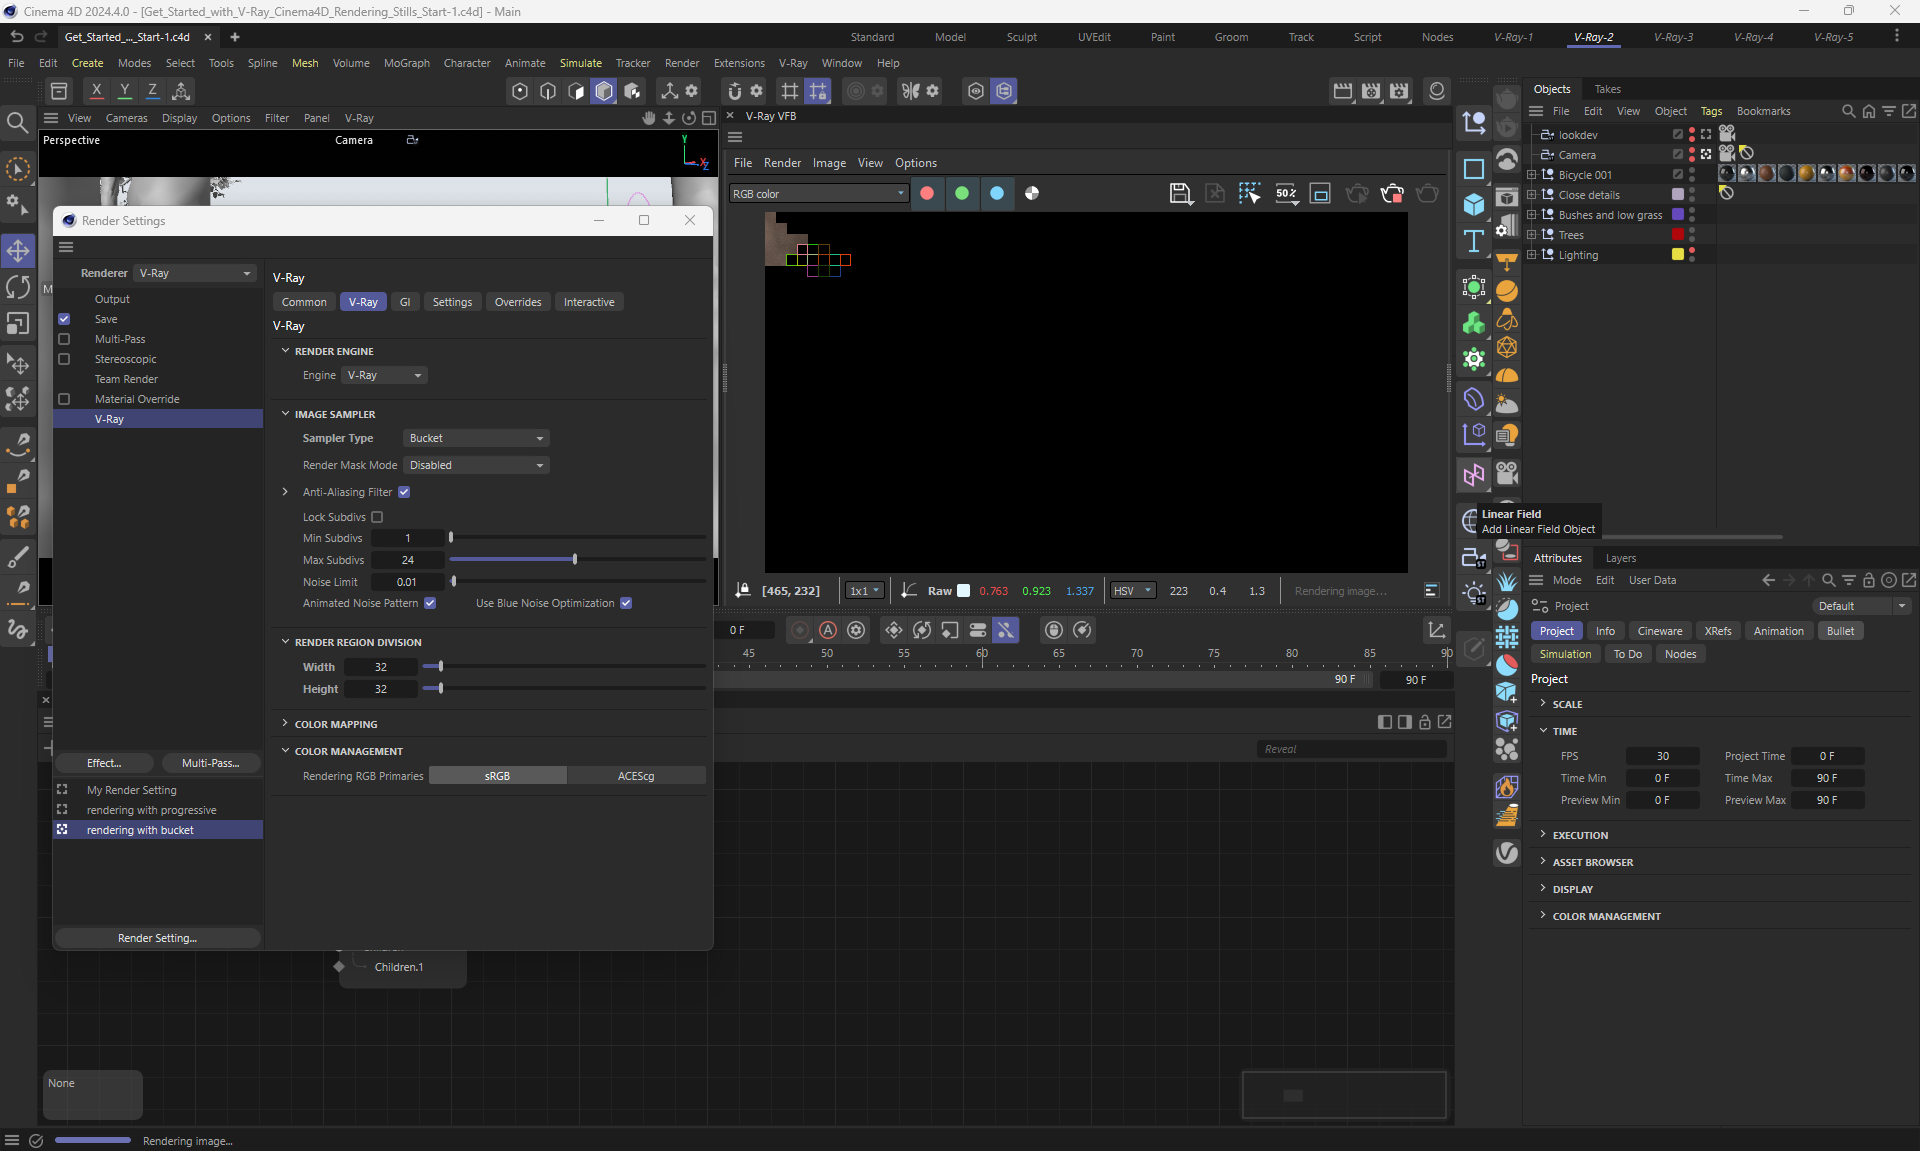 Cinema 4D 2024.4.0 - [Get_Started_with_V-Ray_Cinema4D_Rendering_Stills_Start-1.c4d] - Main
Get_Started_..._Start-1.c4d
Standard Model Sculpt UVEdit Paint Groom Track Script Nodes V-Ray-1 V-Ray-2 V-Ray-3 V-Ray-4 V-Ray-5
File Edit Create Modes Select Tools Spline Mesh Volume MoGraph Character Animate Simulate Tracker Render Extensions V-Ray Window Help
X Y Z
View Cameras Display Options Filter Panel V-Ray
Perspective Camera
Y X Z
Render Settings
Renderer V-Ray
Output
Save
Multi-Pass
Stereoscopic
Team Render
Material Override
V-Ray
Effect... Multi-Pass...
My Render Setting
rendering with progressive
rendering with bucket
Render Setting...
V-Ray
Common V-Ray GI Settings Overrides Interactive
V-Ray
RENDER ENGINE
Engine V-Ray
IMAGE SAMPLER
Sampler Type Bucket
Render Mask Mode Disabled
Anti-Aliasing Filter
Lock Subdivs
Min Subdivs 1
Max Subdivs 24
Noise Limit 0.01
Animated Noise Pattern Use Blue Noise Optimization
RENDER REGION DIVISION
Width 32
Height 32
COLOR MAPPING
COLOR MANAGEMENT
Rendering RGB Primaries sRGB ACEScg
V-Ray VFB
File Render Image View Options
RGB color
50%
[465, 232] 1x1 Raw 0.763 0.923 1.337 HSV 223 0.4 1.3 Rendering image...
0 F
45 50 55 60 65 70 75 80 85 90
90 F 90 F
Reveal
Children.1
None
Rendering image...
Objects Takes
File Edit View Object Tags Bookmarks
lookdev
Camera
Bicycle 001
Close details
Bushes and low grass
Trees
Lighting
Linear Field
Add Linear Field Object
ST
ST
Attributes Layers
Mode Edit User Data
Project Default
Project Info Cineware XRefs Animation Bullet
Simulation To Do Nodes
Project
SCALE
TIME
FPS 30 Project Time 0 F
Time Min 0 F Time Max 90 F
Preview Min 0 F Preview Max 90 F
EXECUTION
ASSET BROWSER
DISPLAY
COLOR MANAGEMENT